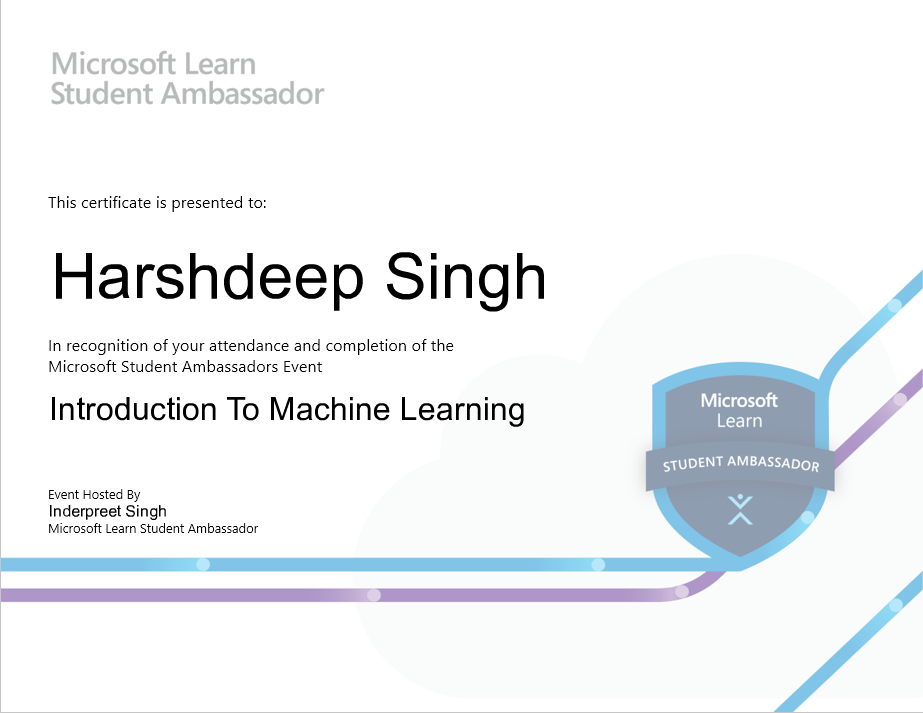 Microsoft Learn
Student Ambassador
This certificate is presented to:
Harshdeep Singh
In recognition of your attendance and completion of the
Microsoft Student Ambassadors Event
Introduction To Machine Learning
Event Hosted By
Inderpreet Singh
Microsoft Learn Student Ambassador
Microsoft
Learn
STUDENT AMBASSADOR